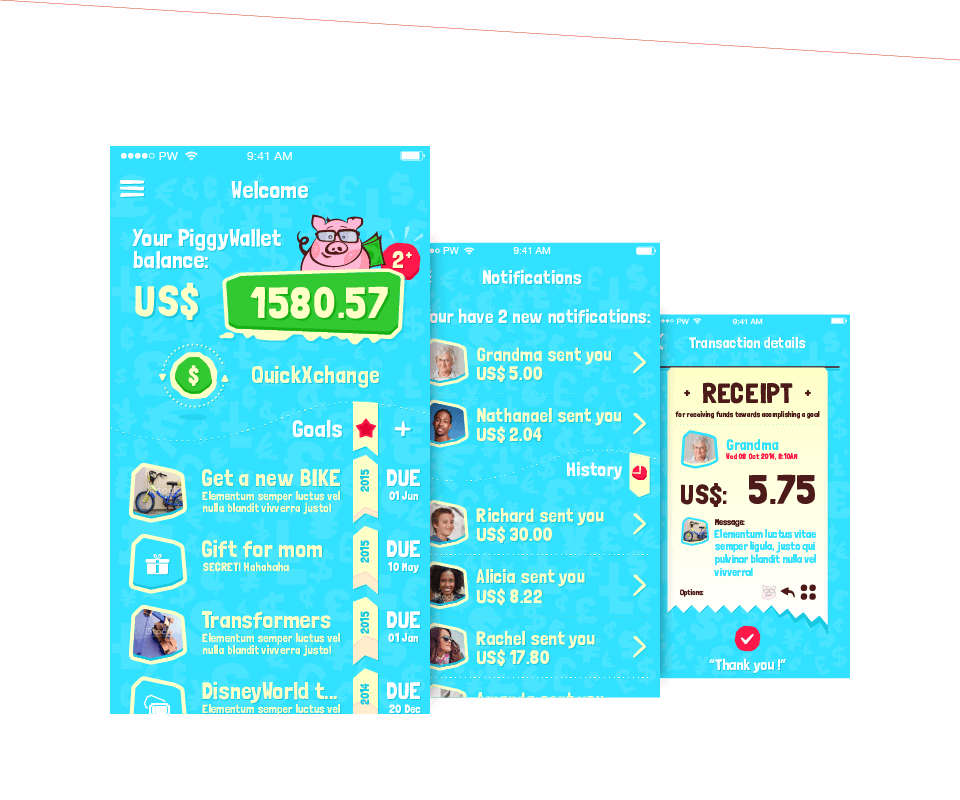 PW
9:41 AM
Welcome
Your PiggyWallet
balance:
2+
US$
1580.57
$
QuickXchange
Goals
Get a new BIKE
Elementum semper luctus vel
nulla blandit vivverra justo!
2015
DUE
01 Jun
Gift for mom
SECRET! Hahahaha
2015
DUE
10 May
Transformers
Elementum semper luctus vel
nulla blandit vivverra justo!
2015
DUE
01 Jan
DisneyWorld t...
Elementum semper luctus vel
2014
DUE
20 Dec
PW
9:41 AM
Notifications
our have 2 new notifications:
Grandma sent you
US$ 5.00
Nathanael sent you
US$ 2.04
History
Richard sent you
US$ 30.00
Alicia sent you
US$ 8.22
Rachel sent you
US$ 17.80
PW
9:41 AM
Transaction details
RECEIPT
for receiving funds towards acomplishing a goal
Grandma
Wed 08 Oct 2014, 8:10AM
US$: 5.75
Message:
Elementum luctus vitae
semper ligula, justo qui
pulvinar blandit nulla vel
vivverra!
Options:
"Thank you !"